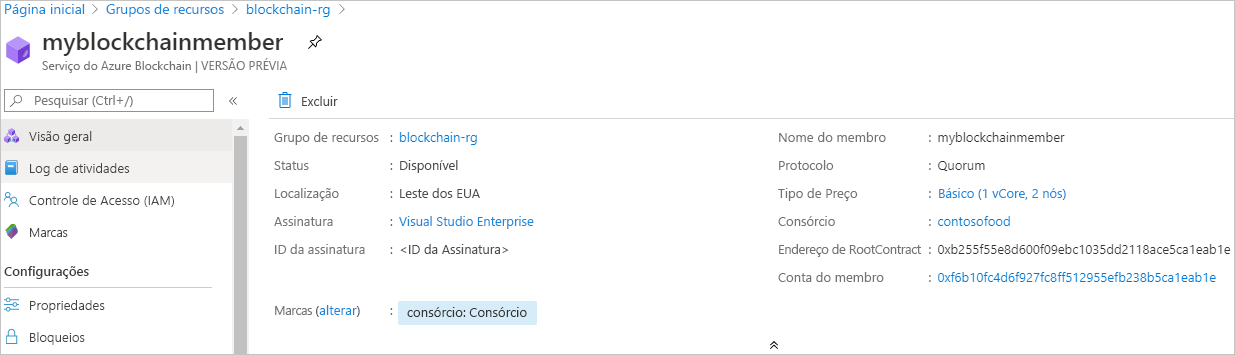 Página inicial > Grupos de recursos > blockchain-rg >
myblockchainmember
Serviço do Azure Blockchain | VERSÃO PRÉVIA
Pesquisar (Ctrl+/)
«
Excluir
Visão geral
Log de atividades
Controle de Acesso (IAM)
Marcas
Configurações
Propriedades
Bloqueios
Grupo de recursos : blockchain-rg
Status : Disponível
Localização : Leste dos EUA
Assinatura : Visual Studio Enterprise
ID da assinatura : <ID da Assinatura>
Nome do membro : myblockchainmember
Protocolo : Quorum
Tipo de Preço : Básico (1 vCore, 2 nós)
Consórcio : contosofood
Endereço de RootContract : 0xb255f55e8d600f09ebc1035dd2118ace5ca1eab1e
Conta do membro : 0xf6b10fc4d6f927fc8ff512955efb238b5ca1eab1e
Marcas (alterar) : consórcio: Consórcio